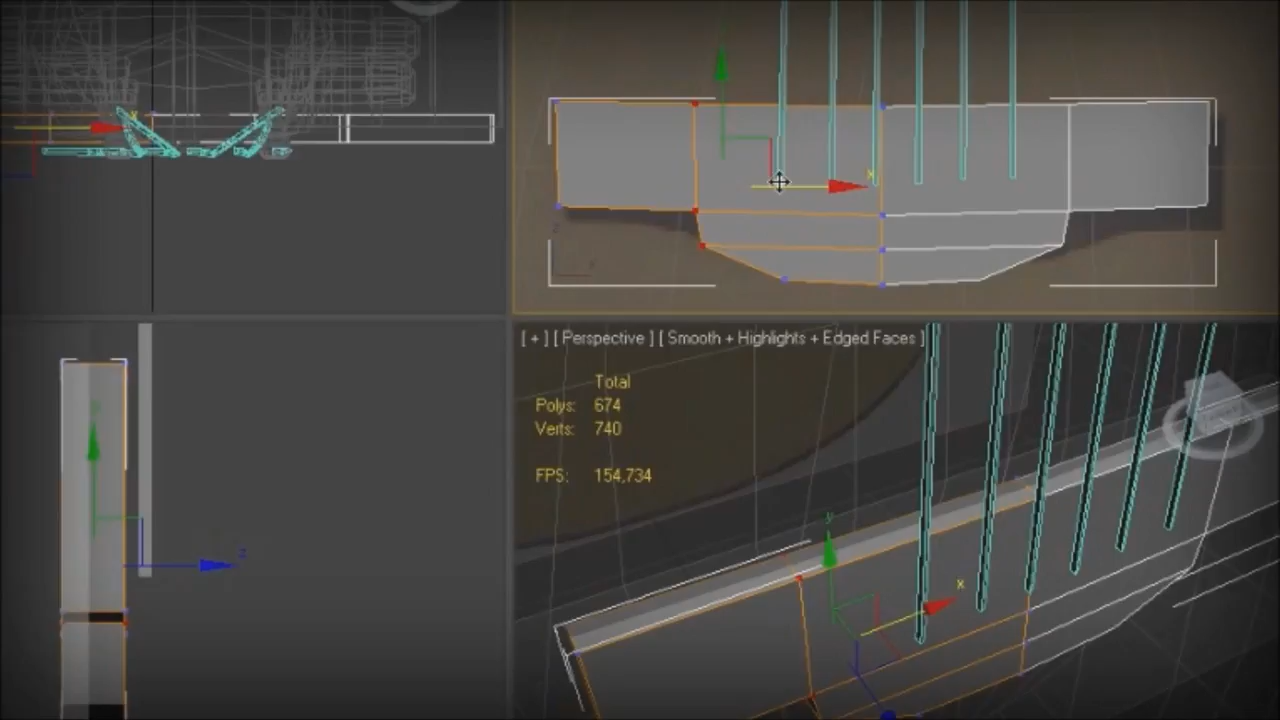 x
x
z
z
[ + ] [ Perspective ] [ Smooth + Highlights + Edged Faces ]
Total
Polys: 674
Verts: 740
FPS: 154,734
y
x